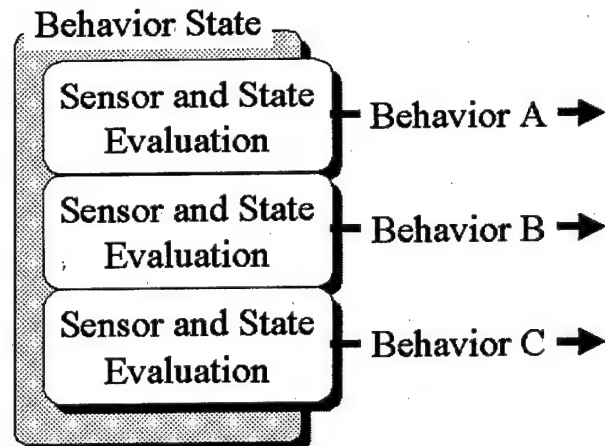 Behavior State
Sensor and State
Evaluation
Behavior A
Sensor and State
Evaluation
Behavior B
Sensor and State
Evaluation
Behavior C